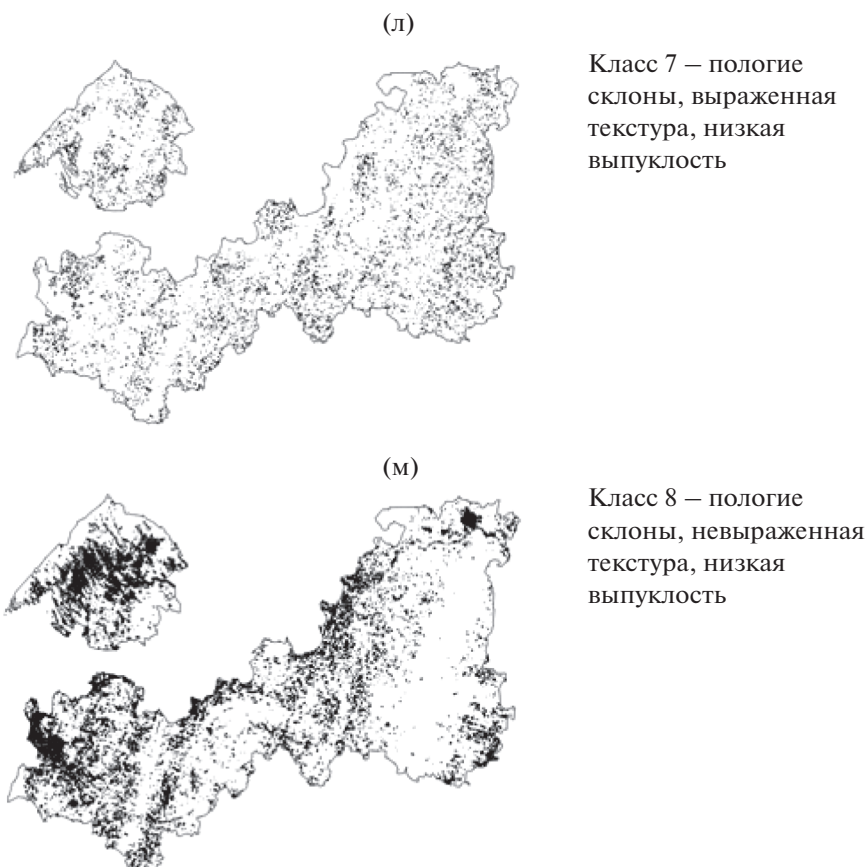 (л)
Класс 7 – пологие
склоны, выраженная
текстура, низкая
выпуклость
(м)
Класс 8 – пологие
склоны, невыраженная
текстура, низкая
выпуклость